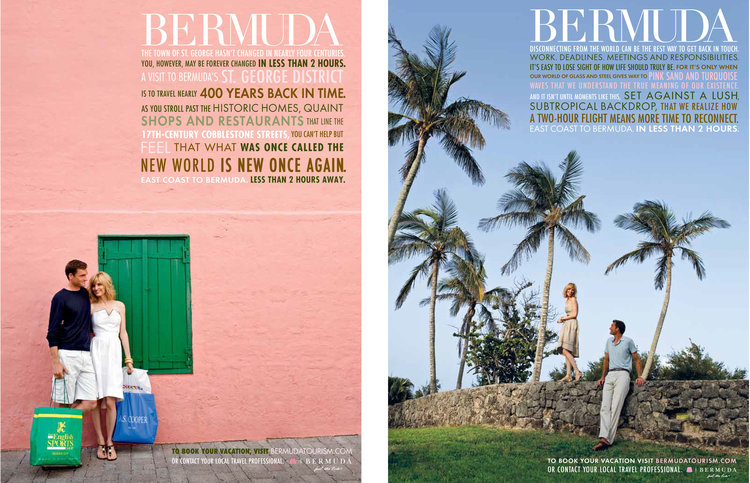 BERMUDA
THE TOWN OF ST. GEORGE HASN'T CHANGED IN NEARLY FOUR CENTURIES.
YOU, HOWEVER, MAY BE FOREVER CHANGED IN LESS THAN 2 HOURS.
A VISIT TO BERMUDA'S ST. GEORGE DISTRICT
IS TO TRAVEL NEARLY 400 YEARS BACK IN TIME.
AS YOU STROLL PAST THE HISTORIC HOMES, QUAINT
SHOPS AND RESTAURANTS THAT LINE THE
17TH-CENTURY COBBLESTONE STREETS, YOU CAN'T HELP BUT
FEEL THAT WHAT WAS ONCE CALLED THE
NEW WORLD IS NEW ONCE AGAIN.
EAST COAST TO BERMUDA. LESS THAN 2 HOURS AWAY.
English
SPORTS
A.S. COOPER
TO BOOK YOUR VACATION, VISIT BERMUDATOURISM.COM
OR CONTACT YOUR LOCAL TRAVEL PROFESSIONAL.
BERMUDA
feel the love
BERMUDA
DISCONNECTING FROM THE WORLD CAN BE THE BEST WAY TO GET BACK IN TOUCH.
WORK. DEADLINES. MEETINGS AND RESPONSIBILITIES.
IT'S EASY TO LOSE SIGHT OF HOW LIFE SHOULD TRULY BE. FOR IT'S ONLY WHEN
OUR WORLD OF GLASS AND STEEL GIVES WAY TO PINK SAND AND TURQUOISE
WAVES THAT WE UNDERSTAND THE TRUE MEANING OF OUR EXISTENCE.
AND IT ISN'T UNTIL MOMENTS LIKE THIS, SET AGAINST A LUSH,
SUBTROPICAL BACKDROP, THAT WE REALIZE HOW
A TWO-HOUR FLIGHT MEANS MORE TIME TO RECONNECT.
EAST COAST TO BERMUDA. IN LESS THAN 2 HOURS.
TO BOOK YOUR VACATION VISIT BERMUDATOURISM.COM
OR CONTACT YOUR LOCAL TRAVEL PROFESSIONAL.
BERMUDA
feel the love